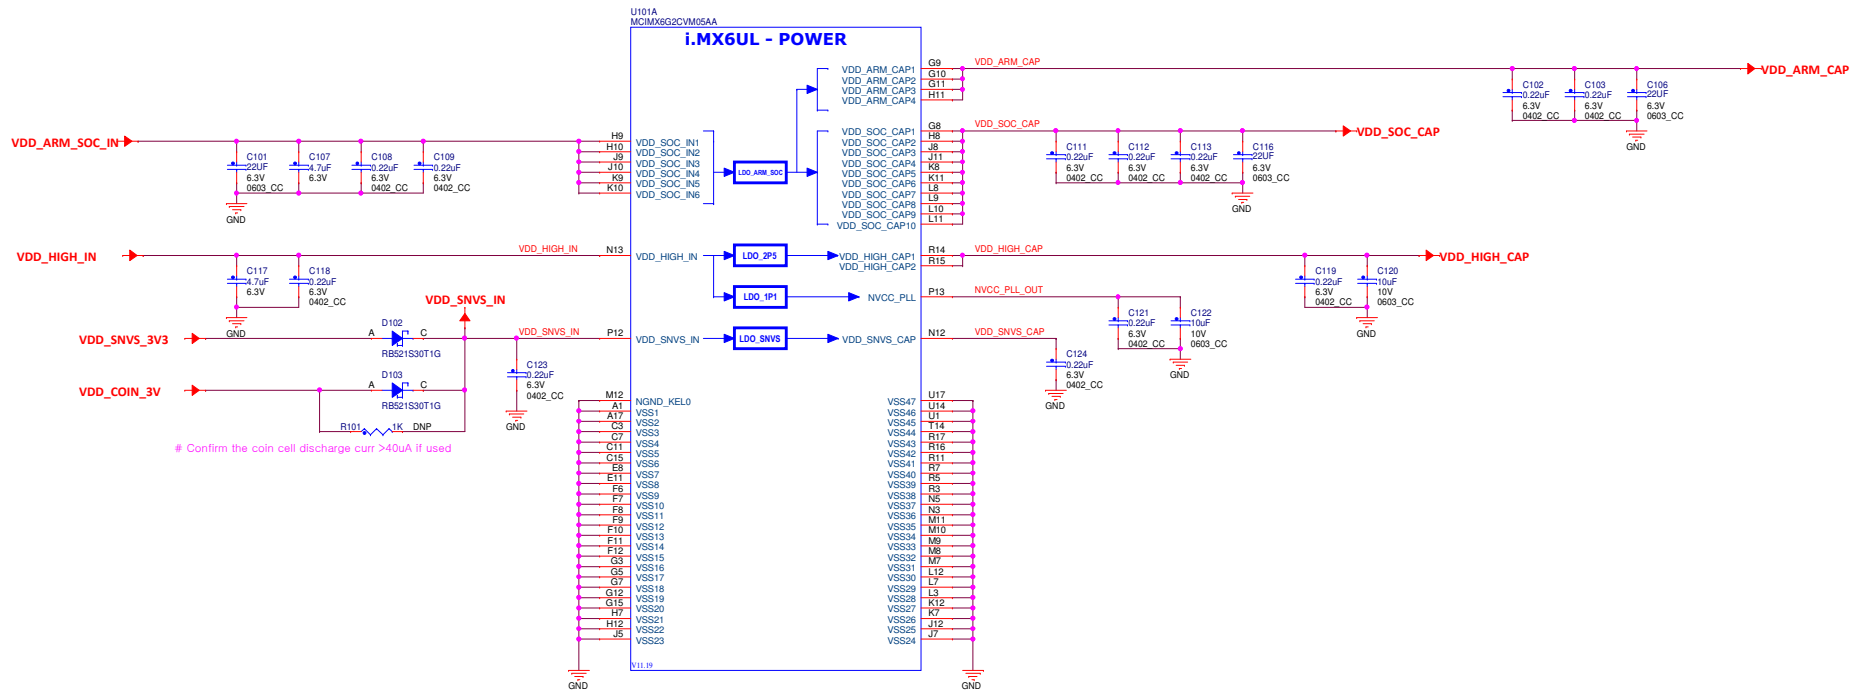 U101A
MCIMX6G2CVM05AA
i.MX6UL - POWER
VDD_ARM_SOC_IN
C101
22UF
6.3V
0603_CC
C107
4.7uF
6.3V
C108
0.22uF
6.3V
0402_CC
C109
0.22uF
6.3V
0402_CC
GND
H9
H10
J9
J10
K9
K10
VDD_SOC_IN1
VDD_SOC_IN2
VDD_SOC_IN3
VDD_SOC_IN4
VDD_SOC_IN5
VDD_SOC_IN6
LDO_ARM_SOC
VDD_ARM_CAP1
VDD_ARM_CAP2
VDD_ARM_CAP3
VDD_ARM_CAP4
G9
G10
G11
H11
VDD_ARM_CAP
VDD_ARM_CAP
C102
0.22uF
6.3V
0402_CC
C103
0.22uF
6.3V
0402_CC
C106
22UF
6.3V
0603_CC
GND
VDD_SOC_CAP1
VDD_SOC_CAP2
VDD_SOC_CAP3
VDD_SOC_CAP4
VDD_SOC_CAP5
VDD_SOC_CAP6
VDD_SOC_CAP7
VDD_SOC_CAP8
VDD_SOC_CAP9
VDD_SOC_CAP10
G8
H8
J8
J11
K8
K11
L8
L9
L10
L11
VDD_SOC_CAP
VDD_SOC_CAP
C111
0.22uF
6.3V
0402_CC
C112
0.22uF
6.3V
0402_CC
C113
0.22uF
6.3V
0402_CC
C116
22UF
6.3V
0603_CC
GND
VDD_HIGH_IN
VDD_HIGH_IN
N13
VDD_HIGH_IN
C117
4.7uF
6.3V
C118
0.22uF
6.3V
0402_CC
GND
LDO_2P5
LDO_1P1
VDD_HIGH_CAP1
VDD_HIGH_CAP2
R14
R15
VDD_HIGH_CAP
VDD_HIGH_CAP
C119
0.22uF
6.3V
0402_CC
C120
10uF
10V
0603_CC
GND
NVCC_PLL
P13
NVCC_PLL_OUT
C121
0.22uF
6.3V
0402_CC
C122
10uF
10V
0603_CC
GND
VDD_SNVS_IN
VDD_SNVS_3V3
D102
A
C
RB521S30T1G
VDD_SNVS_IN
P12
VDD_SNVS_IN
LDO_SNVS
VDD_SNVS_CAP
N12
VDD_SNVS_CAP
C124
0.22uF
6.3V
0402_CC
GND
C123
0.22uF
6.3V
0402_CC
GND
VDD_COIN_3V
D103
A
C
RB521S30T1G
R101
1K
DNP
# Confirm the coin cell discharge curr >40uA if used
M12
A1
A17
C3
C7
C11
C15
E8
E11
F6
F7
F8
F9
F10
F11
F12
G3
G5
G7
G12
G15
H7
H12
J5
NGND_KEL0
VSS1
VSS2
VSS3
VSS4
VSS5
VSS6
VSS7
VSS8
VSS9
VSS10
VSS11
VSS12
VSS13
VSS14
VSS15
VSS16
VSS17
VSS18
VSS19
VSS20
VSS21
VSS22
VSS23
VSS47
VSS46
VSS45
VSS44
VSS43
VSS42
VSS41
VSS40
VSS39
VSS38
VSS37
VSS36
VSS35
VSS34
VSS33
VSS32
VSS31
VSS30
VSS29
VSS28
VSS27
VSS26
VSS25
VSS24
U17
U14
U1
T14
R17
R16
R11
R7
R5
R3
N5
N3
M11
M10
M9
M8
M7
L12
L7
L3
K12
K7
J12
J7
V11.19
GND
GND